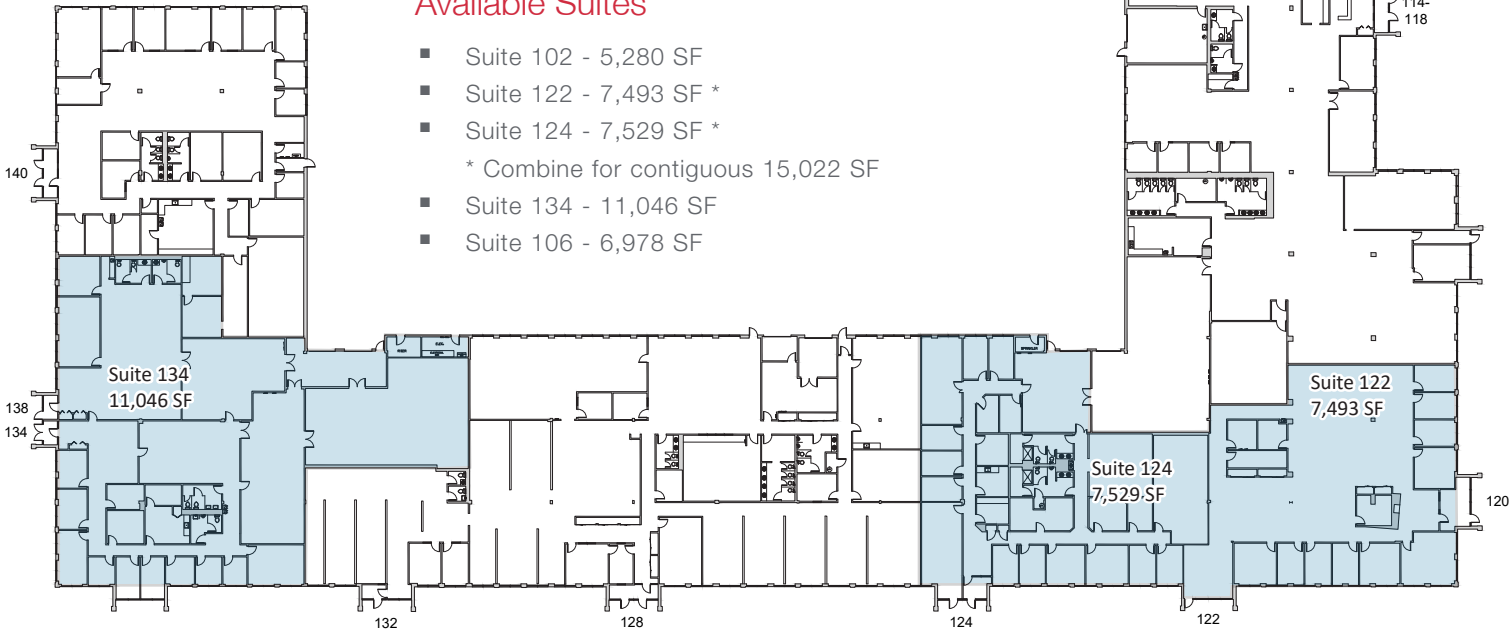 Available Suites
114-
118
▪ Suite 102 - 5,280 SF
▪ Suite 122 - 7,493 SF *
▪ Suite 124 - 7,529 SF *
* Combine for contiguous 15,022 SF
▪ Suite 134 - 11,046 SF
▪ Suite 106 - 6,978 SF
140
Suite 134
11,046 SF
138
134
Suite 122
7,493 SF
Suite 124
7,529 SF
120
132
128
124
122